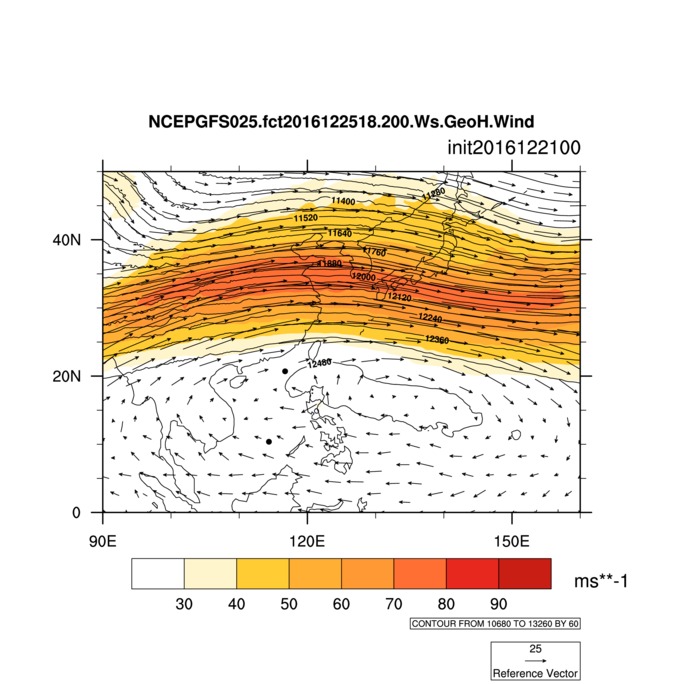 NCEPGFS025.fct2016122518.200.Ws.GeoH.Wind
init2016122100
11280
11400
11520
11640
11760
11880
12000
12120
12240
12360
12480
40N
20N
0
90E 120E 150E
30 40 50 60 70 80 90
ms**-1
CONTOUR FROM 10680 TO 13260 BY 60
25
Reference Vector